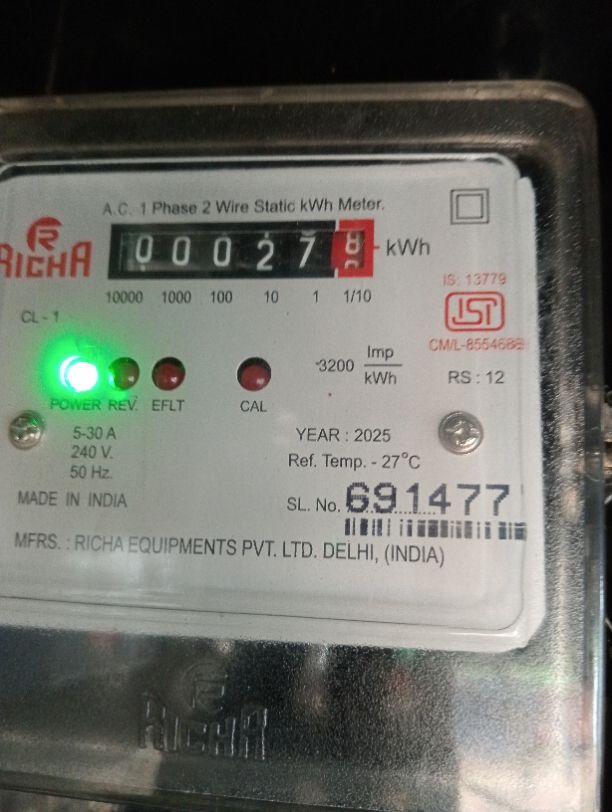 A.C. 1 Phase 2 Wire Static kWh Meter.
RICHA
000278 kWh
10000 1000 100 10 1 1/10
IS: 13779
ISI
CM/L-8554688
CL - 1
3200 Imp/kWh
RS : 12
POWER REV. EFLT CAL
5-30 A
240 V.
50 Hz.
YEAR : 2025
Ref. Temp. - 27°C
MADE IN INDIA
SL. No. 691477
MFRS. : RICHA EQUIPMENTS PVT. LTD. DELHI, (INDIA)
RICHA